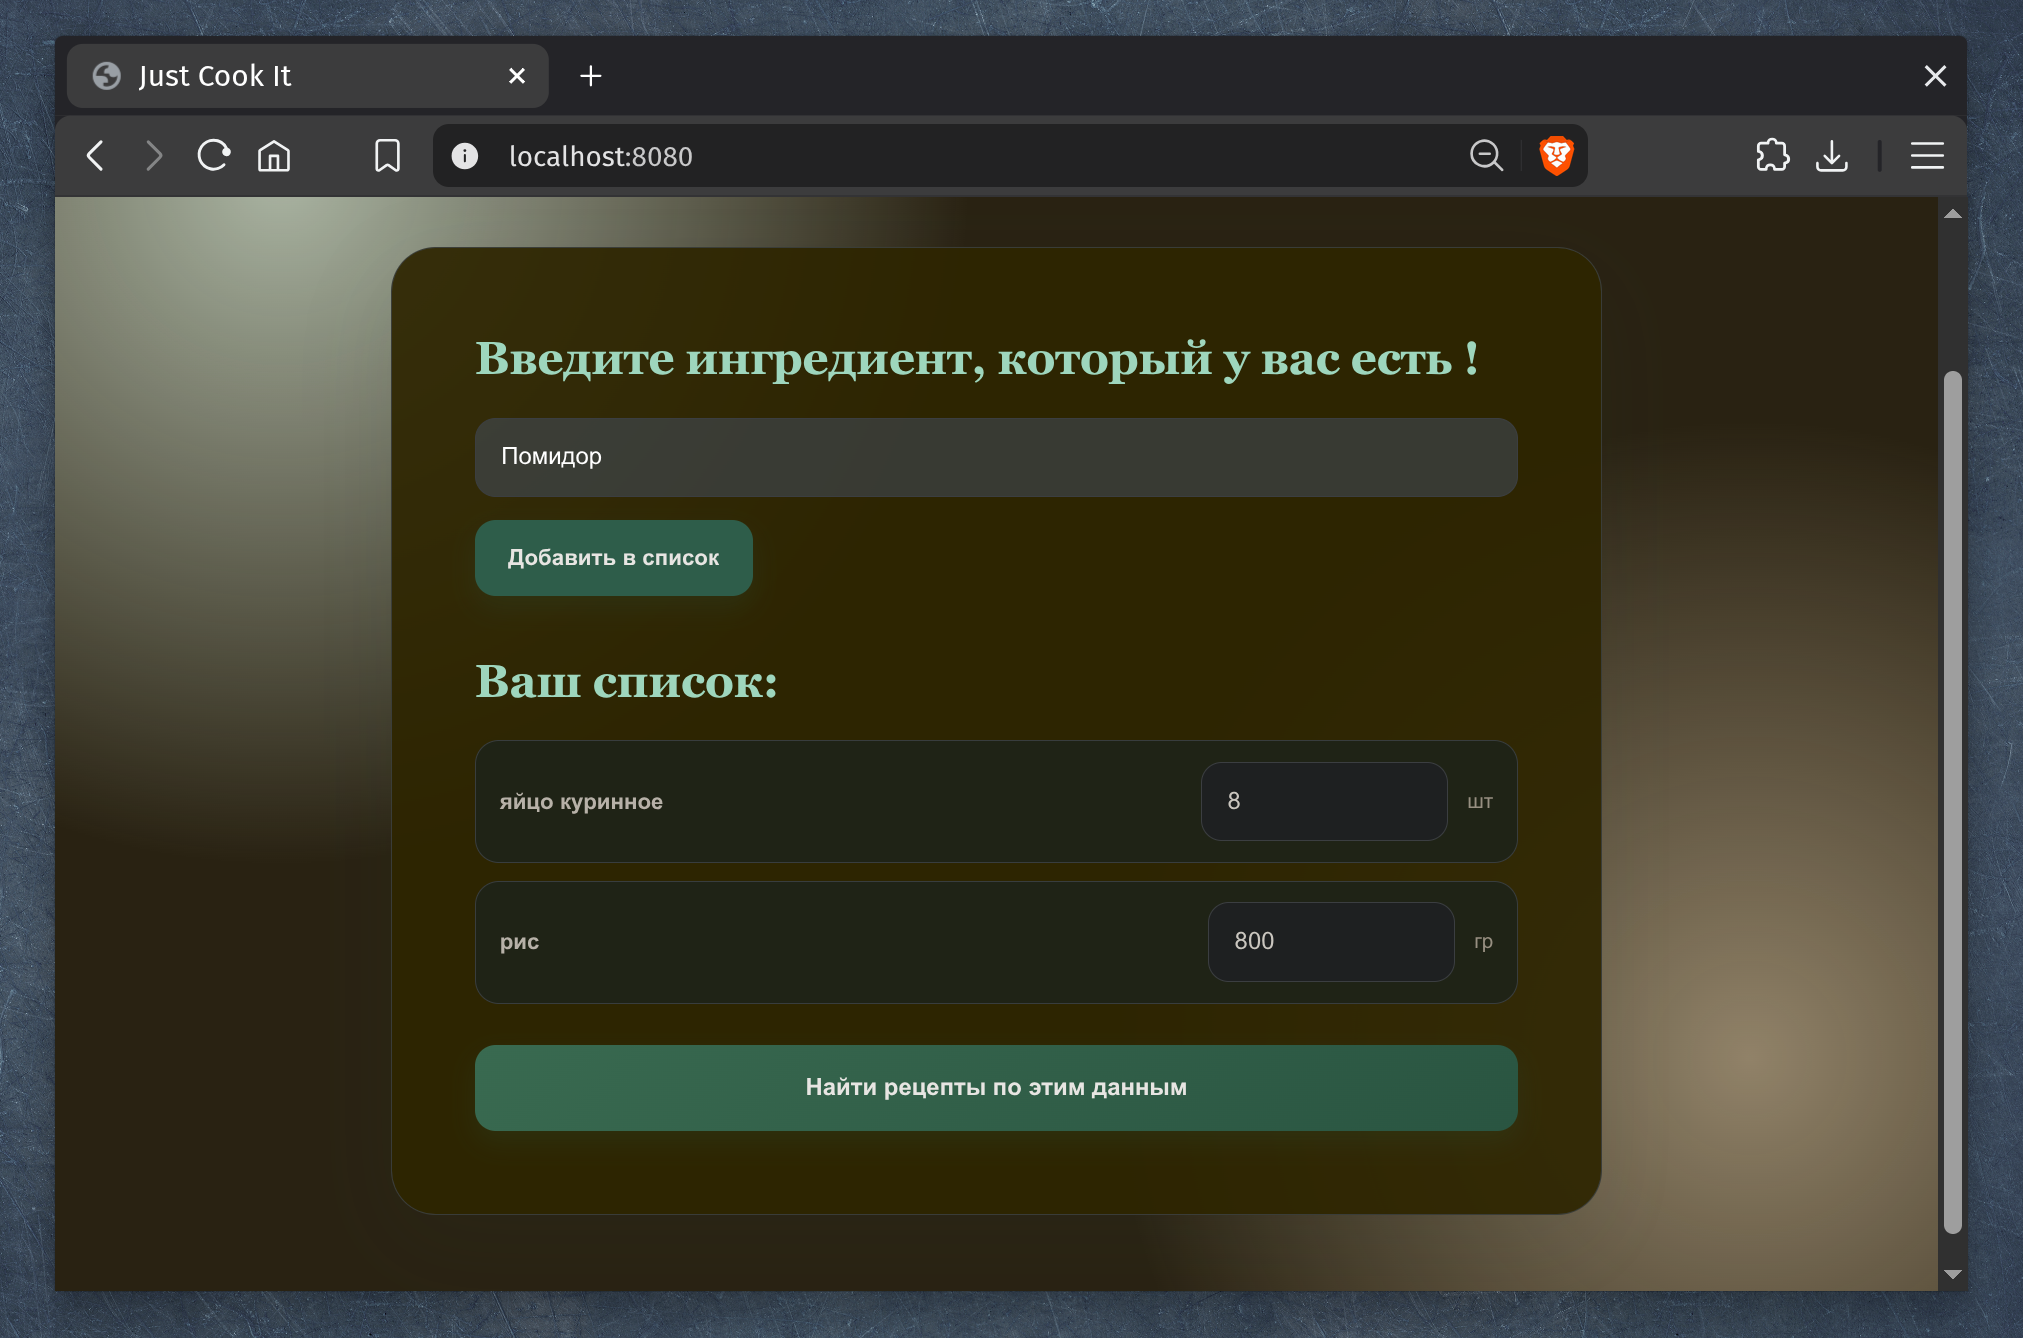 Just Cook It
localhost:8080
Введите ингредиент, который у вас есть !
Помидор
Добавить в список
Ваш список:
яйцо куринное 8 шт
рис 800 гр
Найти рецепты по этим данным